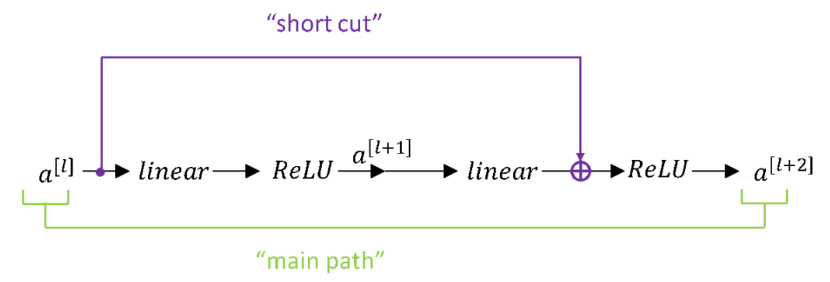 “short cut”
a^[l] linear ReLU a^[l+1] linear ⊕ ReLU a^[l+2]
“main path”